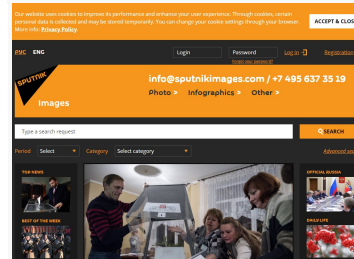 Our website uses cookies to improve its performance and enhance your user experience. Through cookies, certain
personal data is collected and may be stored temporarily. You can change your cookie settings through your browser.
More info: Privacy Policy.
ACCEPT & CLOS
РУС ENG
Login
Password
Log in
Registration
Forgot your password?
SPUTNIK
Images
info@sputnikimages.com / +7 495 637 35 19
Photo > Infographics > Other >
Type a search request
SEARCH
Period Select Category Select category
Advanced
TOP NEWS
OFFICIAL RUSSIA
BEST OF THE WEEK
DAILY LIFE